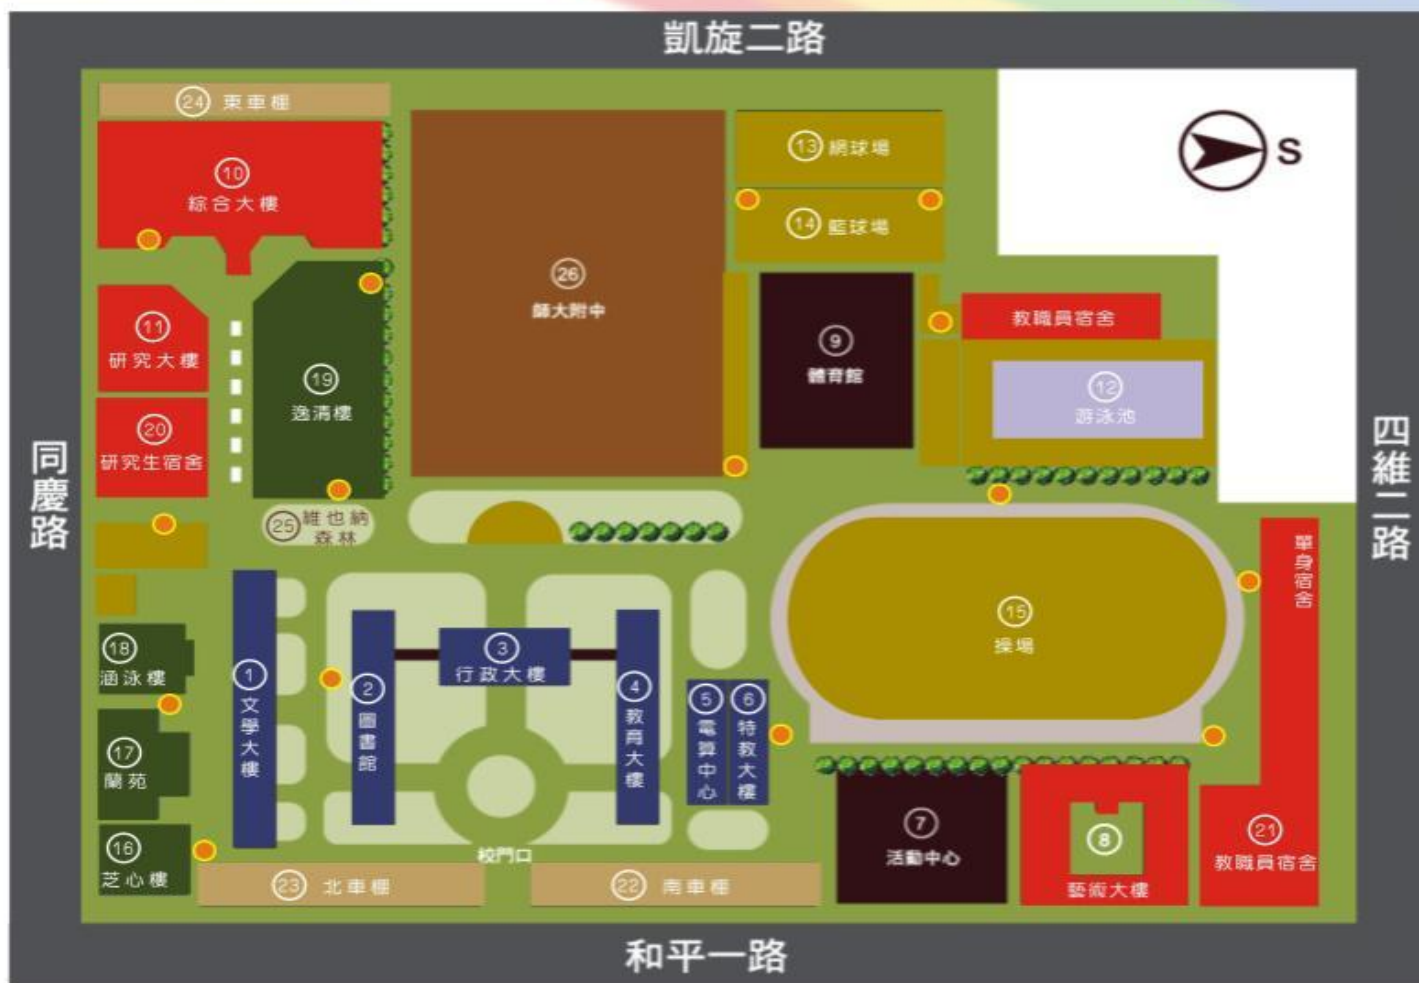 凱旋二路
24 東車棚
10
綜合大樓
13 網球場
14 籃球場
S
26
師大附中
11
研究大樓
19
逸清樓
20
研究生宿舍
9
體育館
教職員宿舍
12
游泳池
同慶路
四維二路
25 維也納
森林
單身宿舍
15
操場
18
涵泳樓
17
蘭苑
16
芝心樓
1
文學大樓
2
圖書館
3
行政大樓
4
教育大樓
5
電算中心
6
特教大樓
7
活動中心
8
藝術大樓
21
教職員宿舍
校門口
23 北車棚
22 南車棚
和平一路